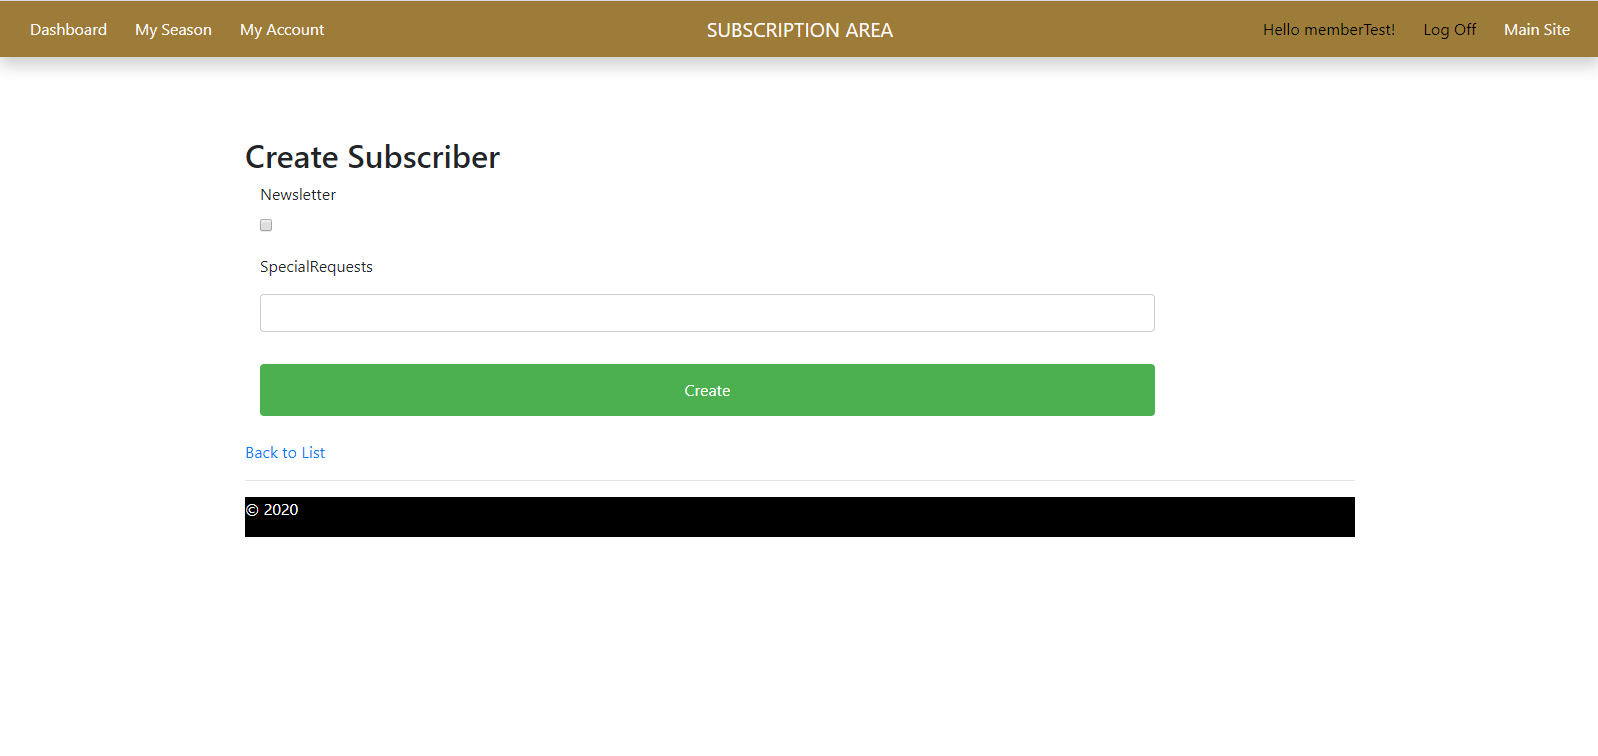 Dashboard My Season My Account SUBSCRIPTION AREA Hello memberTest! Log Off Main Site
Create Subscriber
Newsletter
SpecialRequests
Create
Back to List
© 2020